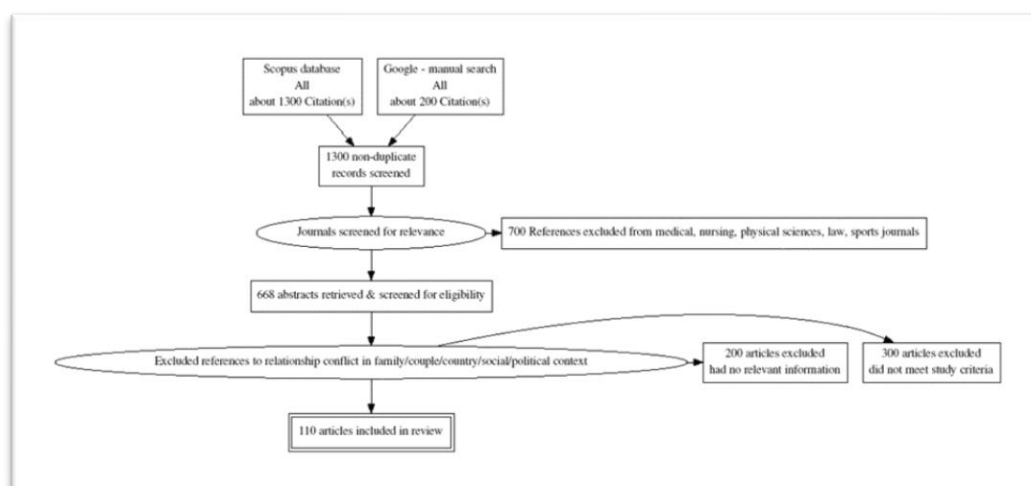 Scopus database
All
about 1300 Citation(s)
Google - manual search
All
about 200 Citation(s)
1300 non-duplicate
records screened
Journals screened for relevance
700 References excluded from medical, nursing, physical sciences, law, sports journals
668 abstracts retrieved & screened for eligibility
Excluded references to relationship conflict in family/couple/country/social/political context
200 articles excluded
had no relevant information
300 articles excluded
did not meet study criteria
110 articles included in review